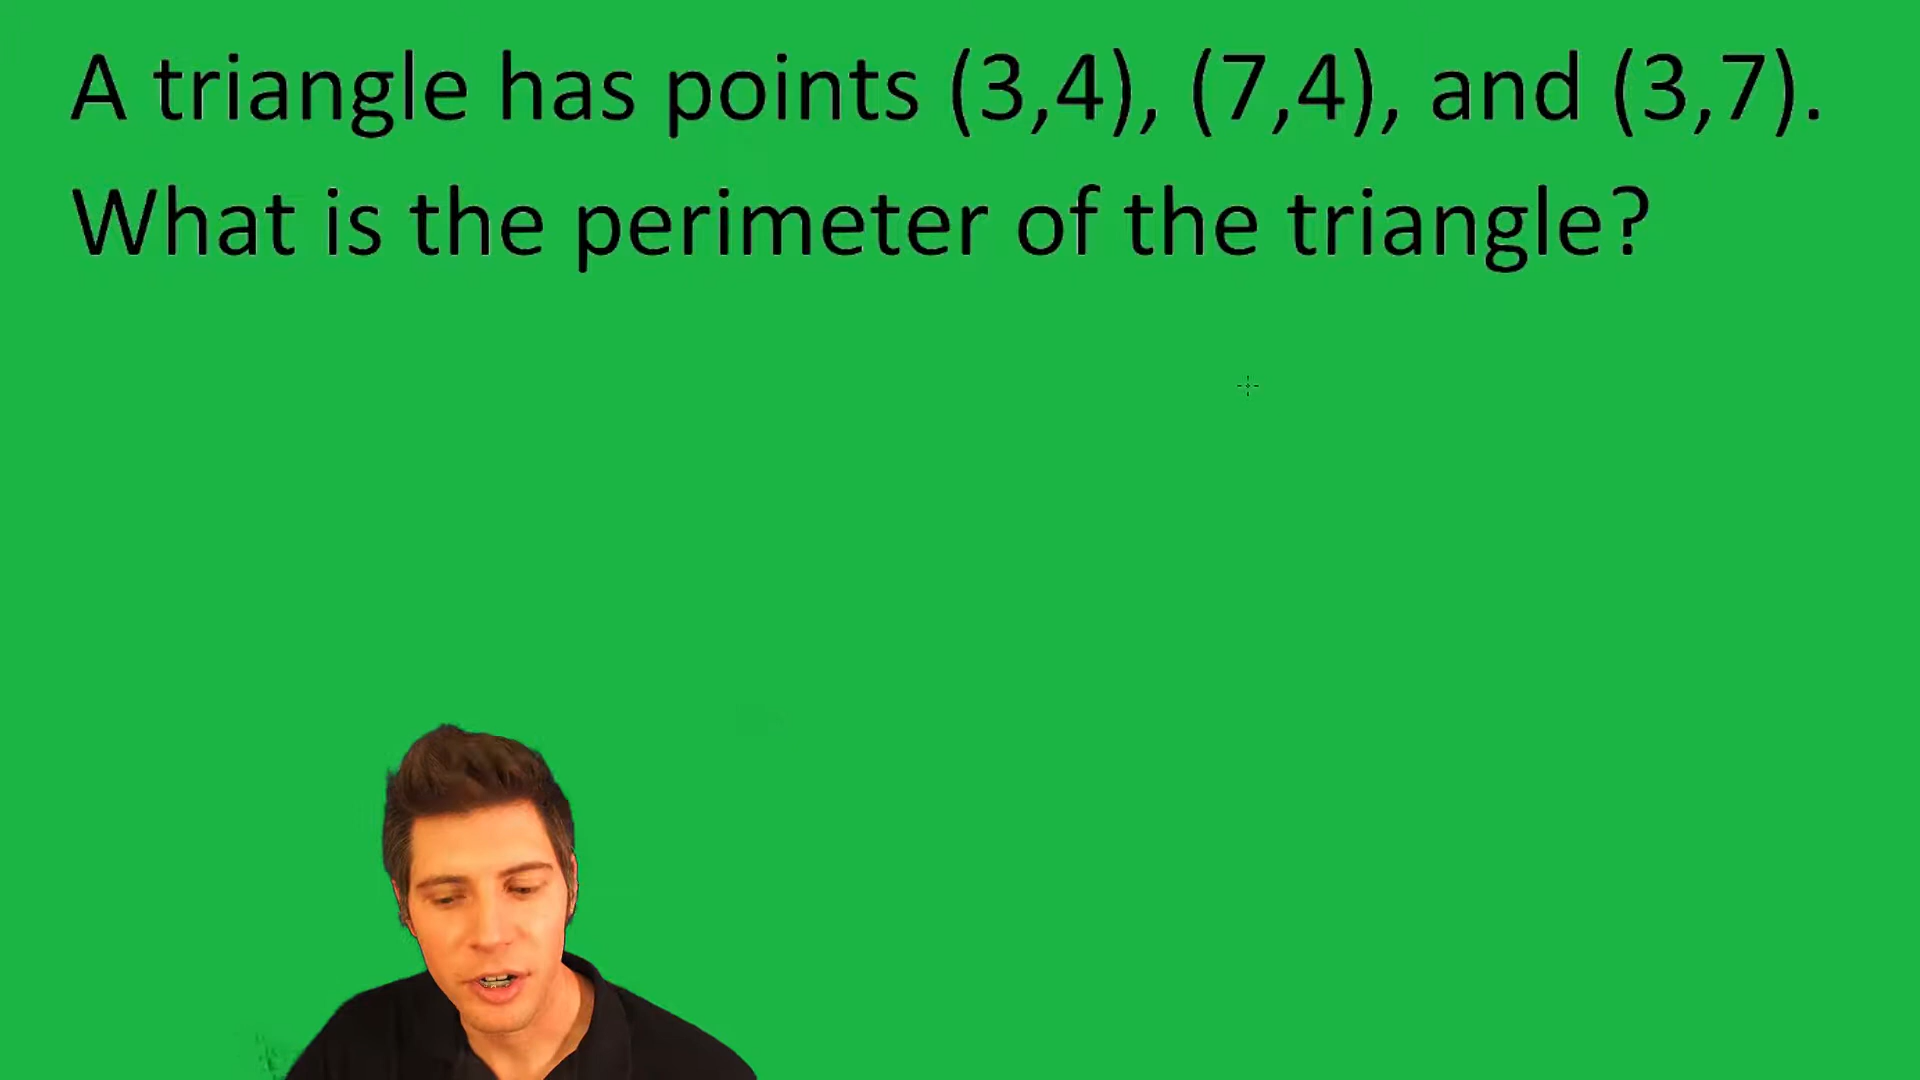 A triangle has points (3,4), (7,4), and (3,7).
What is the perimeter of the triangle?